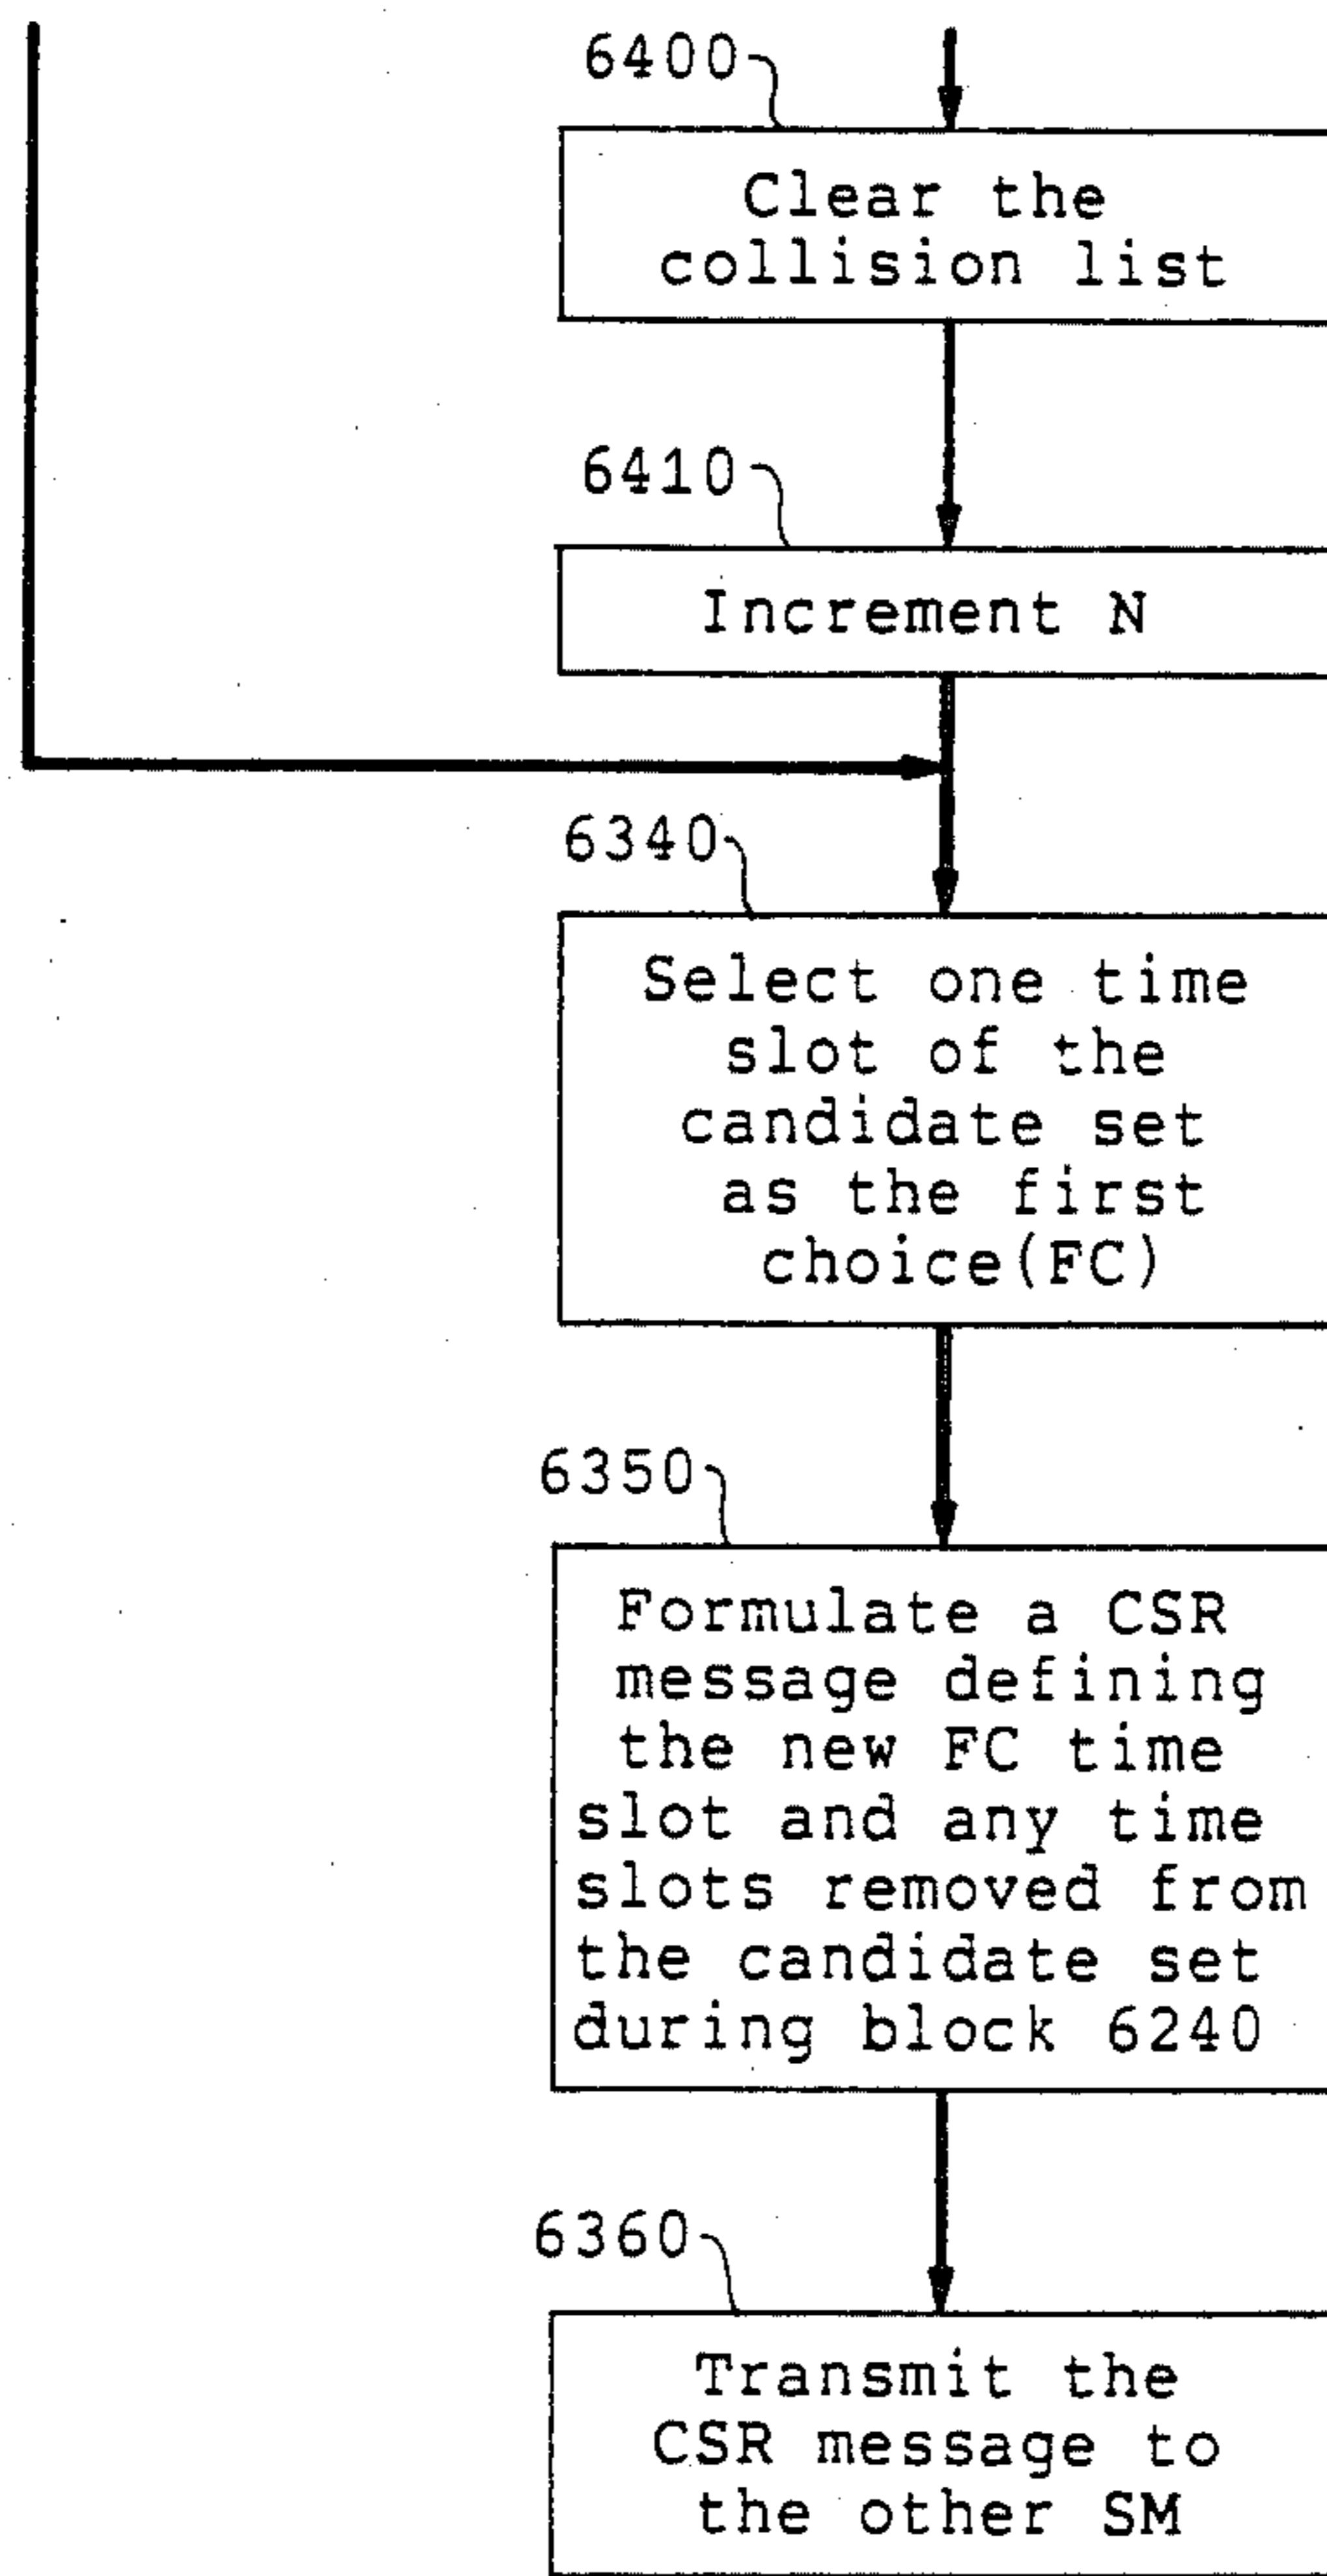 6400
Clear the
collision list
6410
Increment N
6340
Select one time
slot of the
candidate set
as the first
choice(FC)
6350
Formulate a CSR
message defining
the new FC time
slot and any time
slots removed from
the candidate set
during block 6240
6360
Transmit the
CSR message to
the other SM